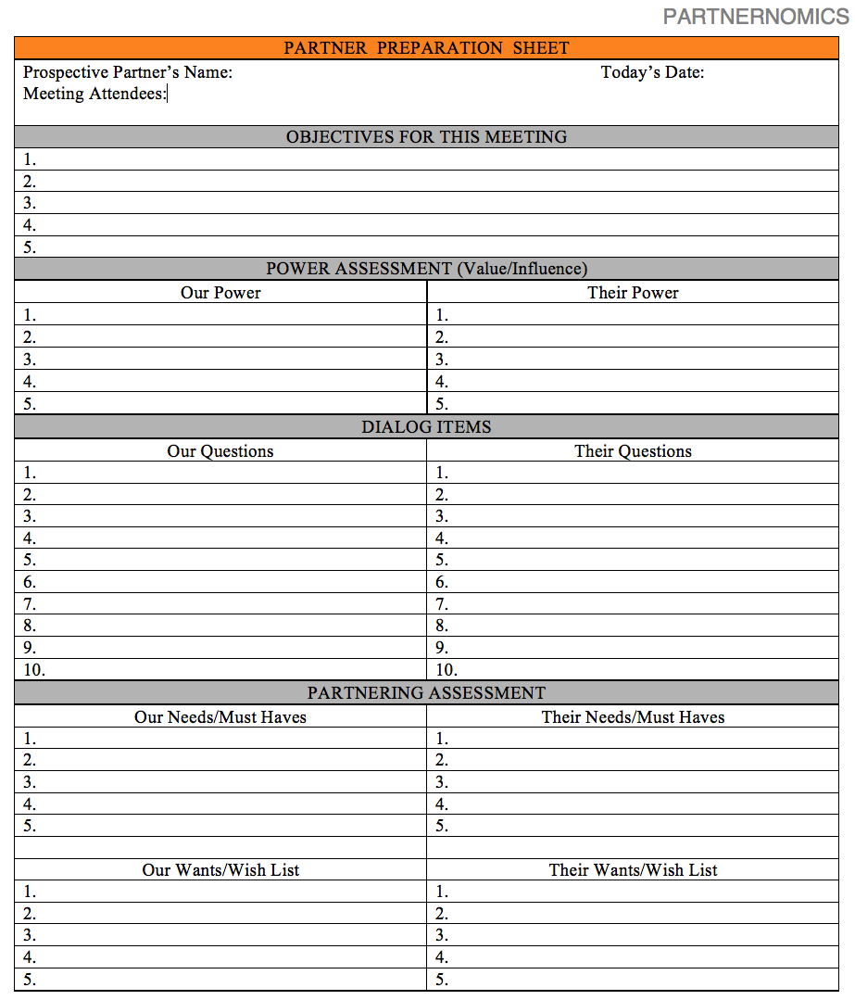 PARTNERNOMICS
PARTNER PREPARATION SHEET
Prospective Partner’s Name: Today’s Date:
Meeting Attendees:
OBJECTIVES FOR THIS MEETING
1.
2.
3.
4.
5.
POWER ASSESSMENT (Value/Influence)
Our Power Their Power
1. 1.
2. 2.
3. 3.
4. 4.
5. 5.
DIALOG ITEMS
Our Questions Their Questions
1. 1.
2. 2.
3. 3.
4. 4.
5. 5.
6. 6.
7. 7.
8. 8.
9. 9.
10. 10.
PARTNERING ASSESSMENT
Our Needs/Must Haves Their Needs/Must Haves
1. 1.
2. 2.
3. 3.
4. 4.
5. 5.
Our Wants/Wish List Their Wants/Wish List
1. 1.
2. 2.
3. 3.
4. 4.
5. 5.